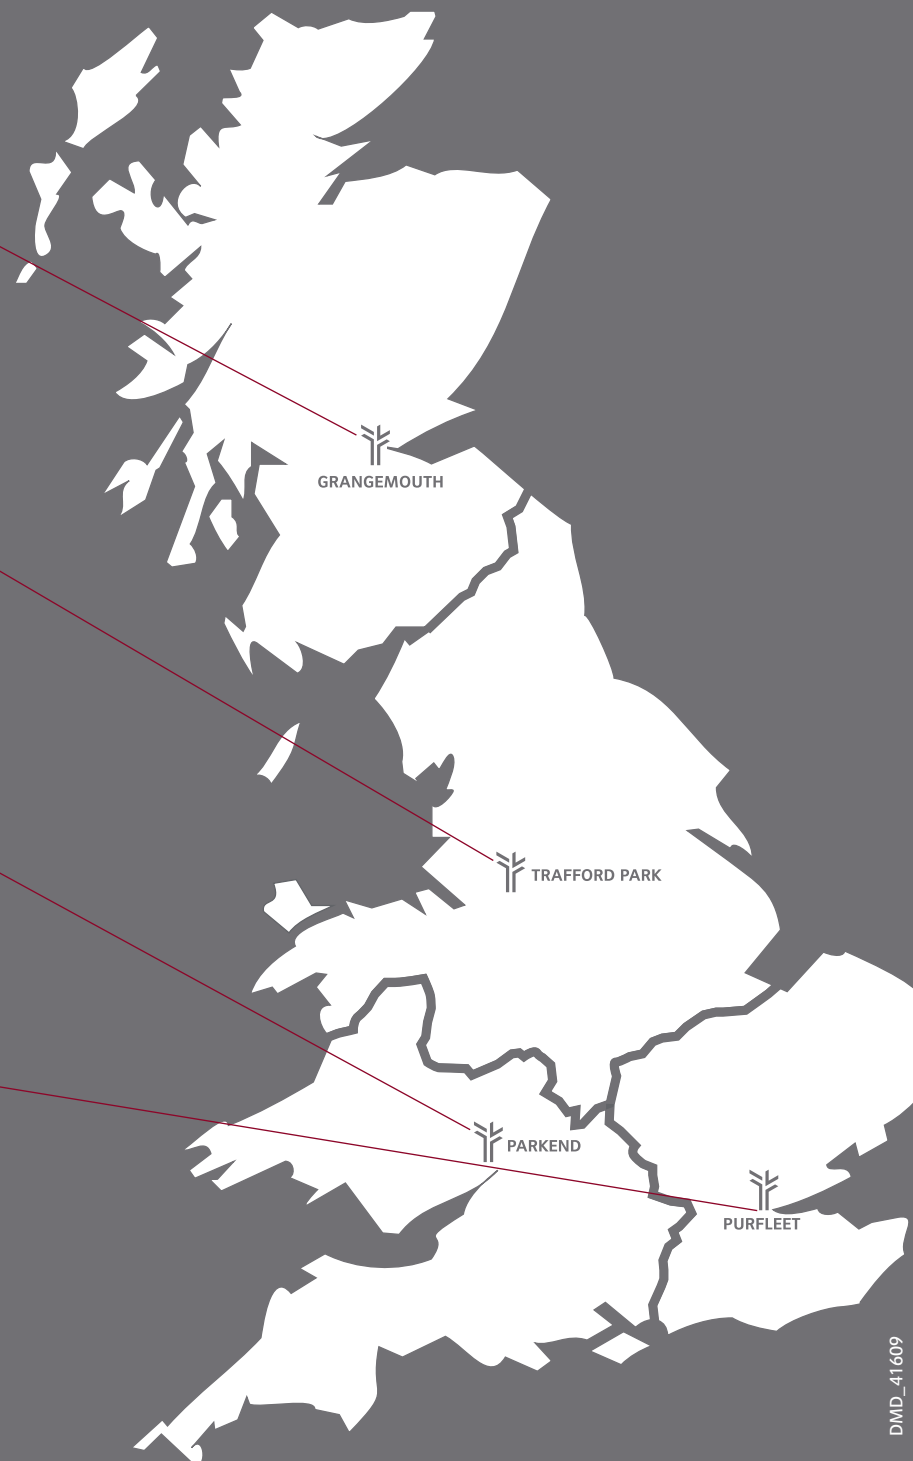 GRANGEMOUTH
TRAFFORD PARK
PARKEND
PURFLEET
DMD_41609